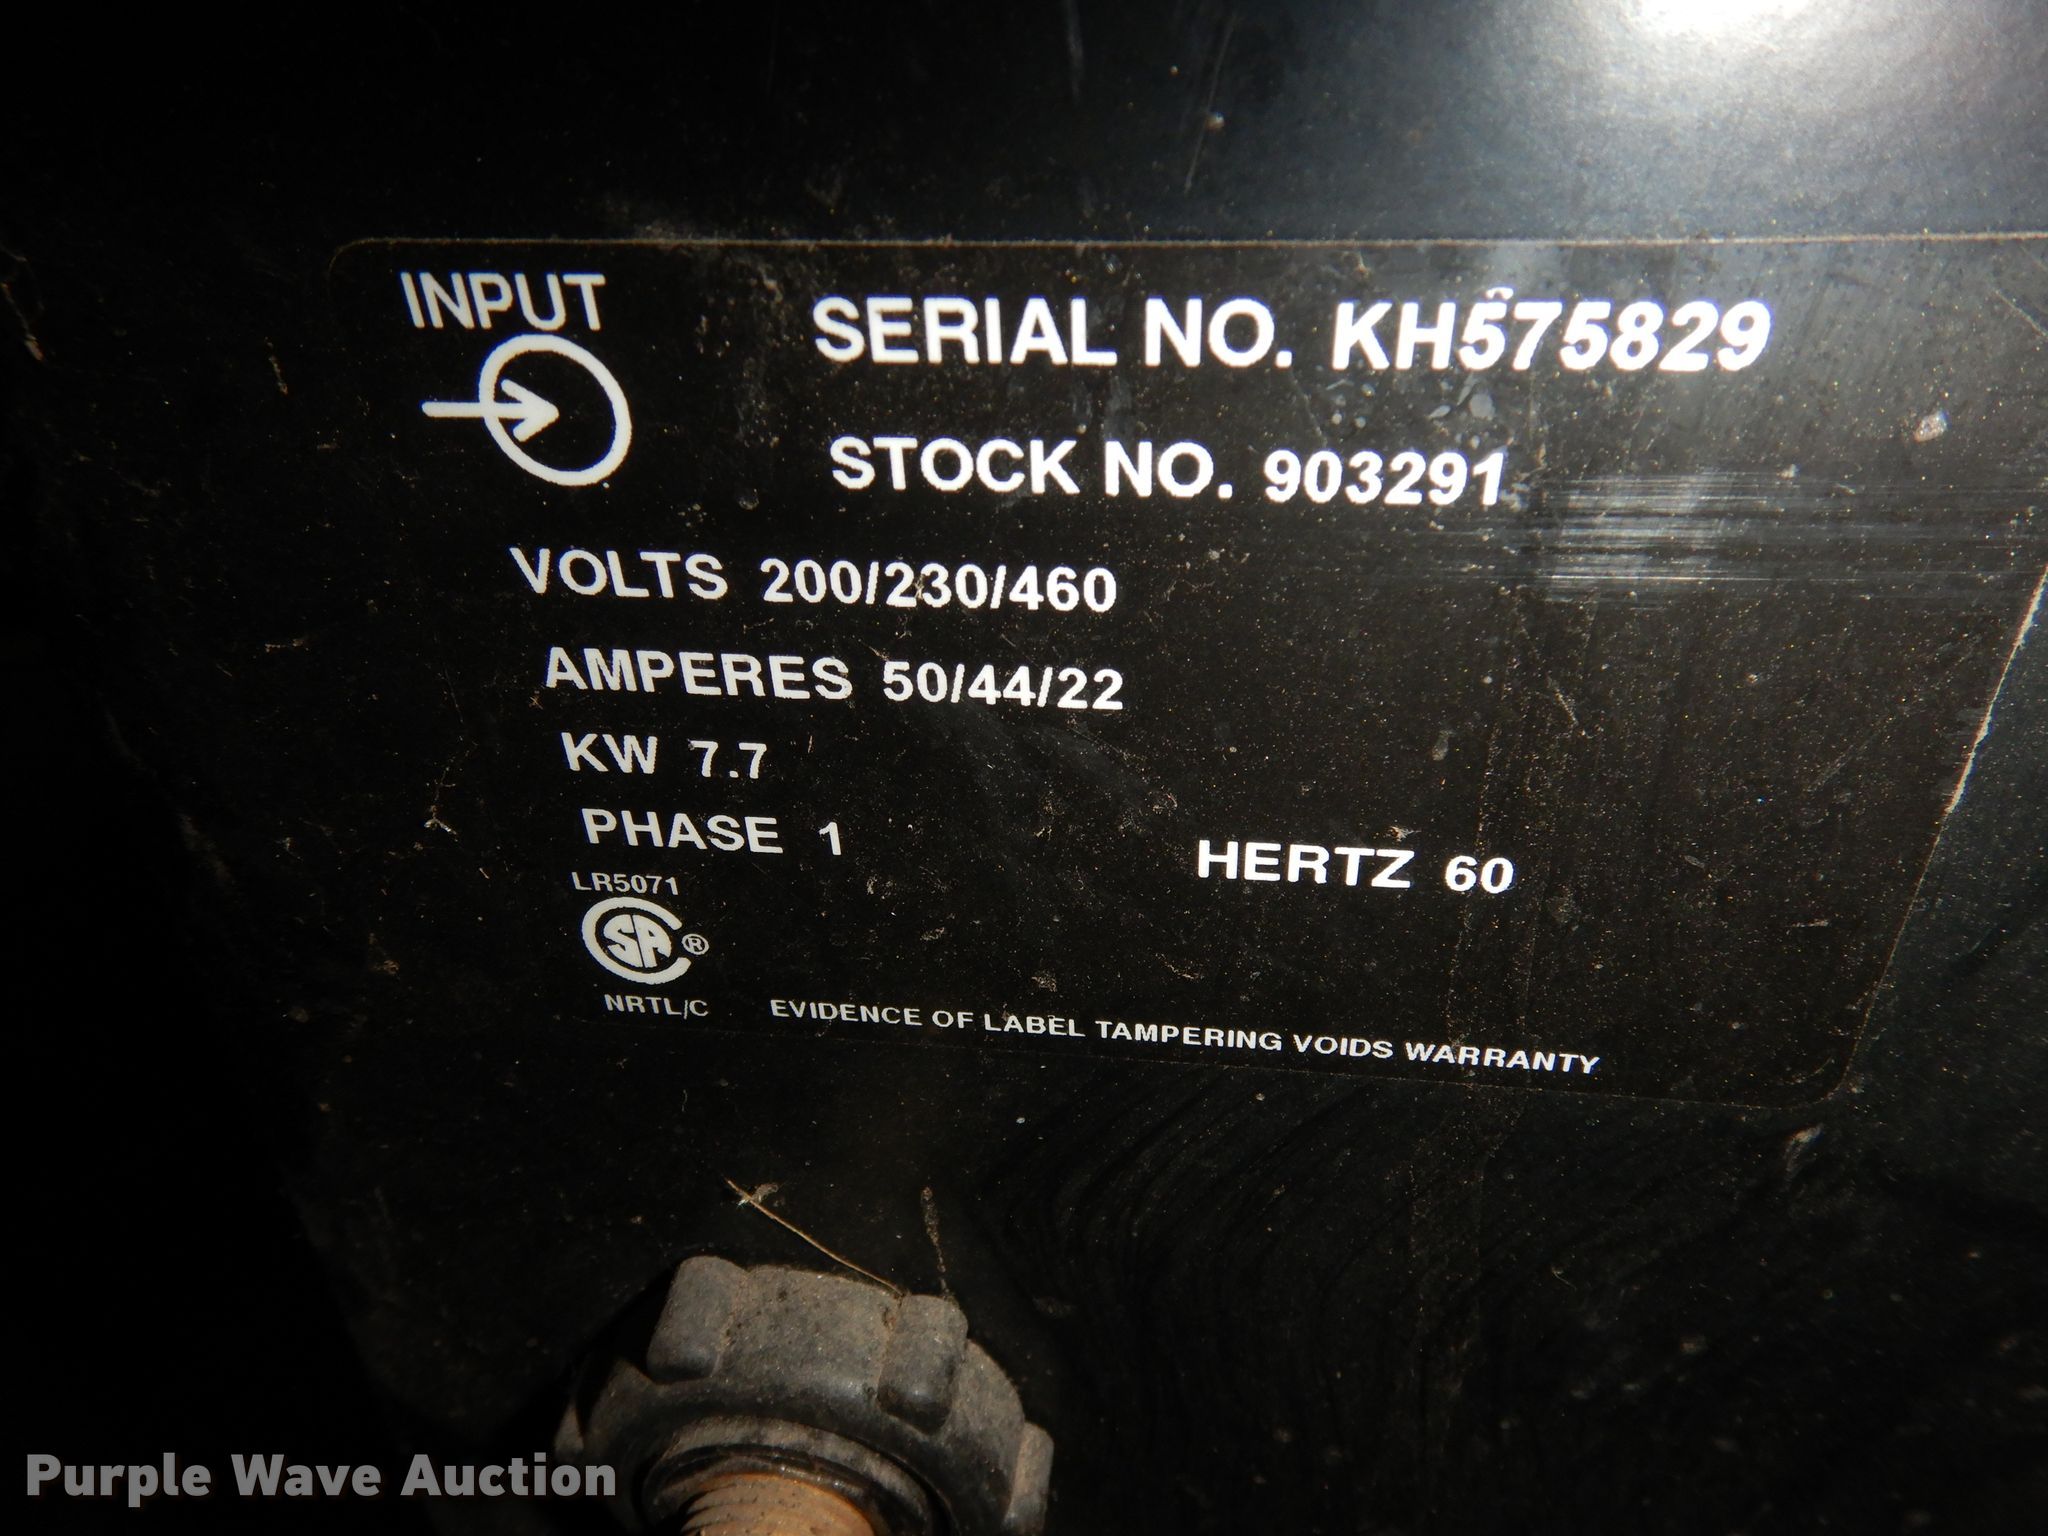 INPUT
SERIAL NO. KH575829
STOCK NO. 903291
VOLTS 200/230/460
AMPERES 50/44/22
KW 7.7
PHASE 1 HERTZ 60
LR5071
CSA ®
NRTL/C EVIDENCE OF LABEL TAMPERING VOIDS WARRANTY
Purple Wave Auction